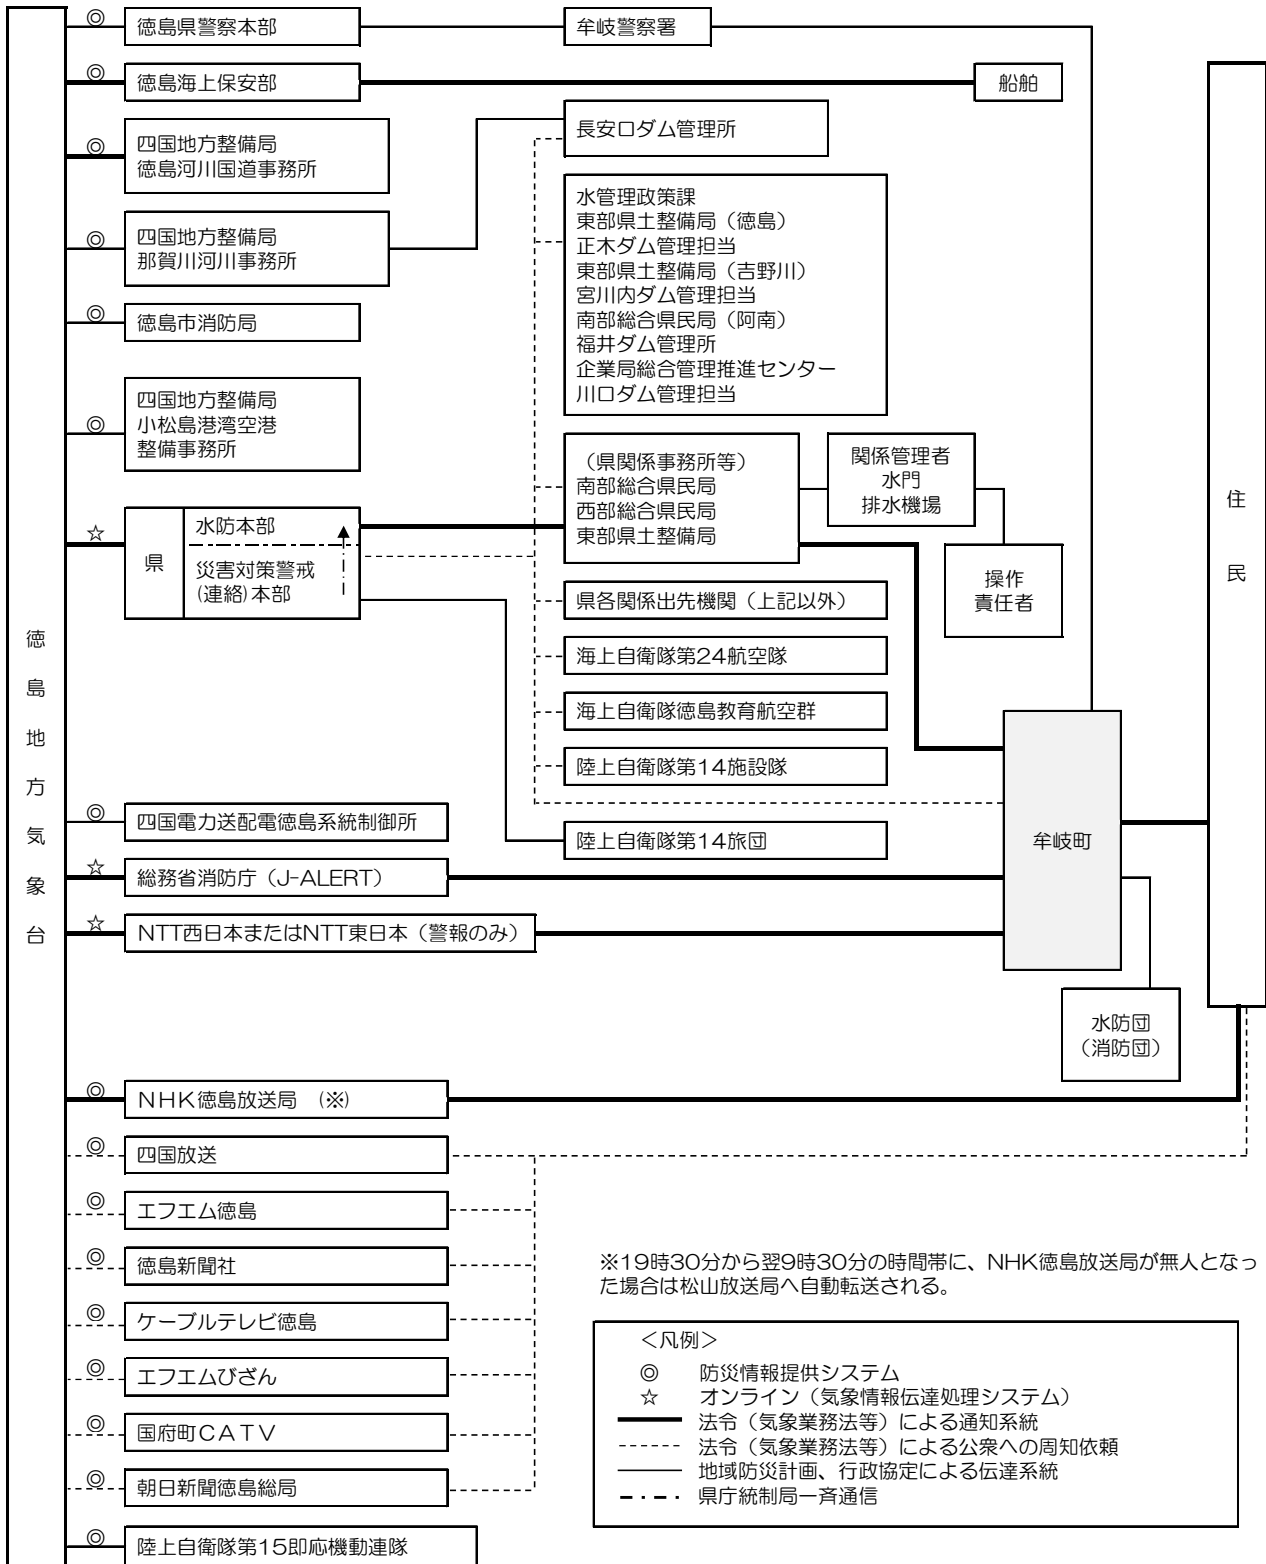 徳島地方気象台
◎
徳島県警察本部
牟岐警察署
◎
徳島海上保安部
船舶
◎
四国地方整備局
徳島河川国道事務所
長安口ダム管理所
◎
四国地方整備局
那賀川河川事務所
水管理政策課
東部県土整備局（徳島）
正木ダム管理担当
東部県土整備局（吉野川）
宮川内ダム管理担当
南部総合県民局（阿南）
福井ダム管理所
企業局総合管理推進センター
川口ダム管理担当
◎
徳島市消防局
◎
四国地方整備局
小松島港湾空港
整備事務所
（県関係事務所等）
南部総合県民局
西部総合県民局
東部県土整備局
関係管理者
水門
排水機場
操作
責任者
☆
県
水防本部
災害対策警戒
(連絡)本部
県各関係出先機関（上記以外）
海上自衛隊第24航空隊
海上自衛隊徳島教育航空群
陸上自衛隊第14施設隊
陸上自衛隊第14旅団
◎
四国電力送配電徳島系統制御所
☆
総務省消防庁（J-ALERT）
☆
NTT西日本またはNTT東日本（警報のみ）
牟岐町
住民
水防団
（消防団）
◎
NHK徳島放送局　(※)
◎
四国放送
◎
エフエム徳島
◎
徳島新聞社
◎
ケーブルテレビ徳島
◎
エフエムびざん
◎
国府町CATV
◎
朝日新聞徳島総局
◎
陸上自衛隊第15即応機動連隊
※19時30分から翌9時30分の時間帯に、NHK徳島放送局が無人となっ
た場合は松山放送局へ自動転送される。
＜凡例＞
◎ 防災情報提供システム
☆ オンライン（気象情報伝達処理システム）
法令（気象業務法等）による通知系統
法令（気象業務法等）による公衆への周知依頼
地域防災計画、行政協定による伝達系統
県庁統制局一斉通信